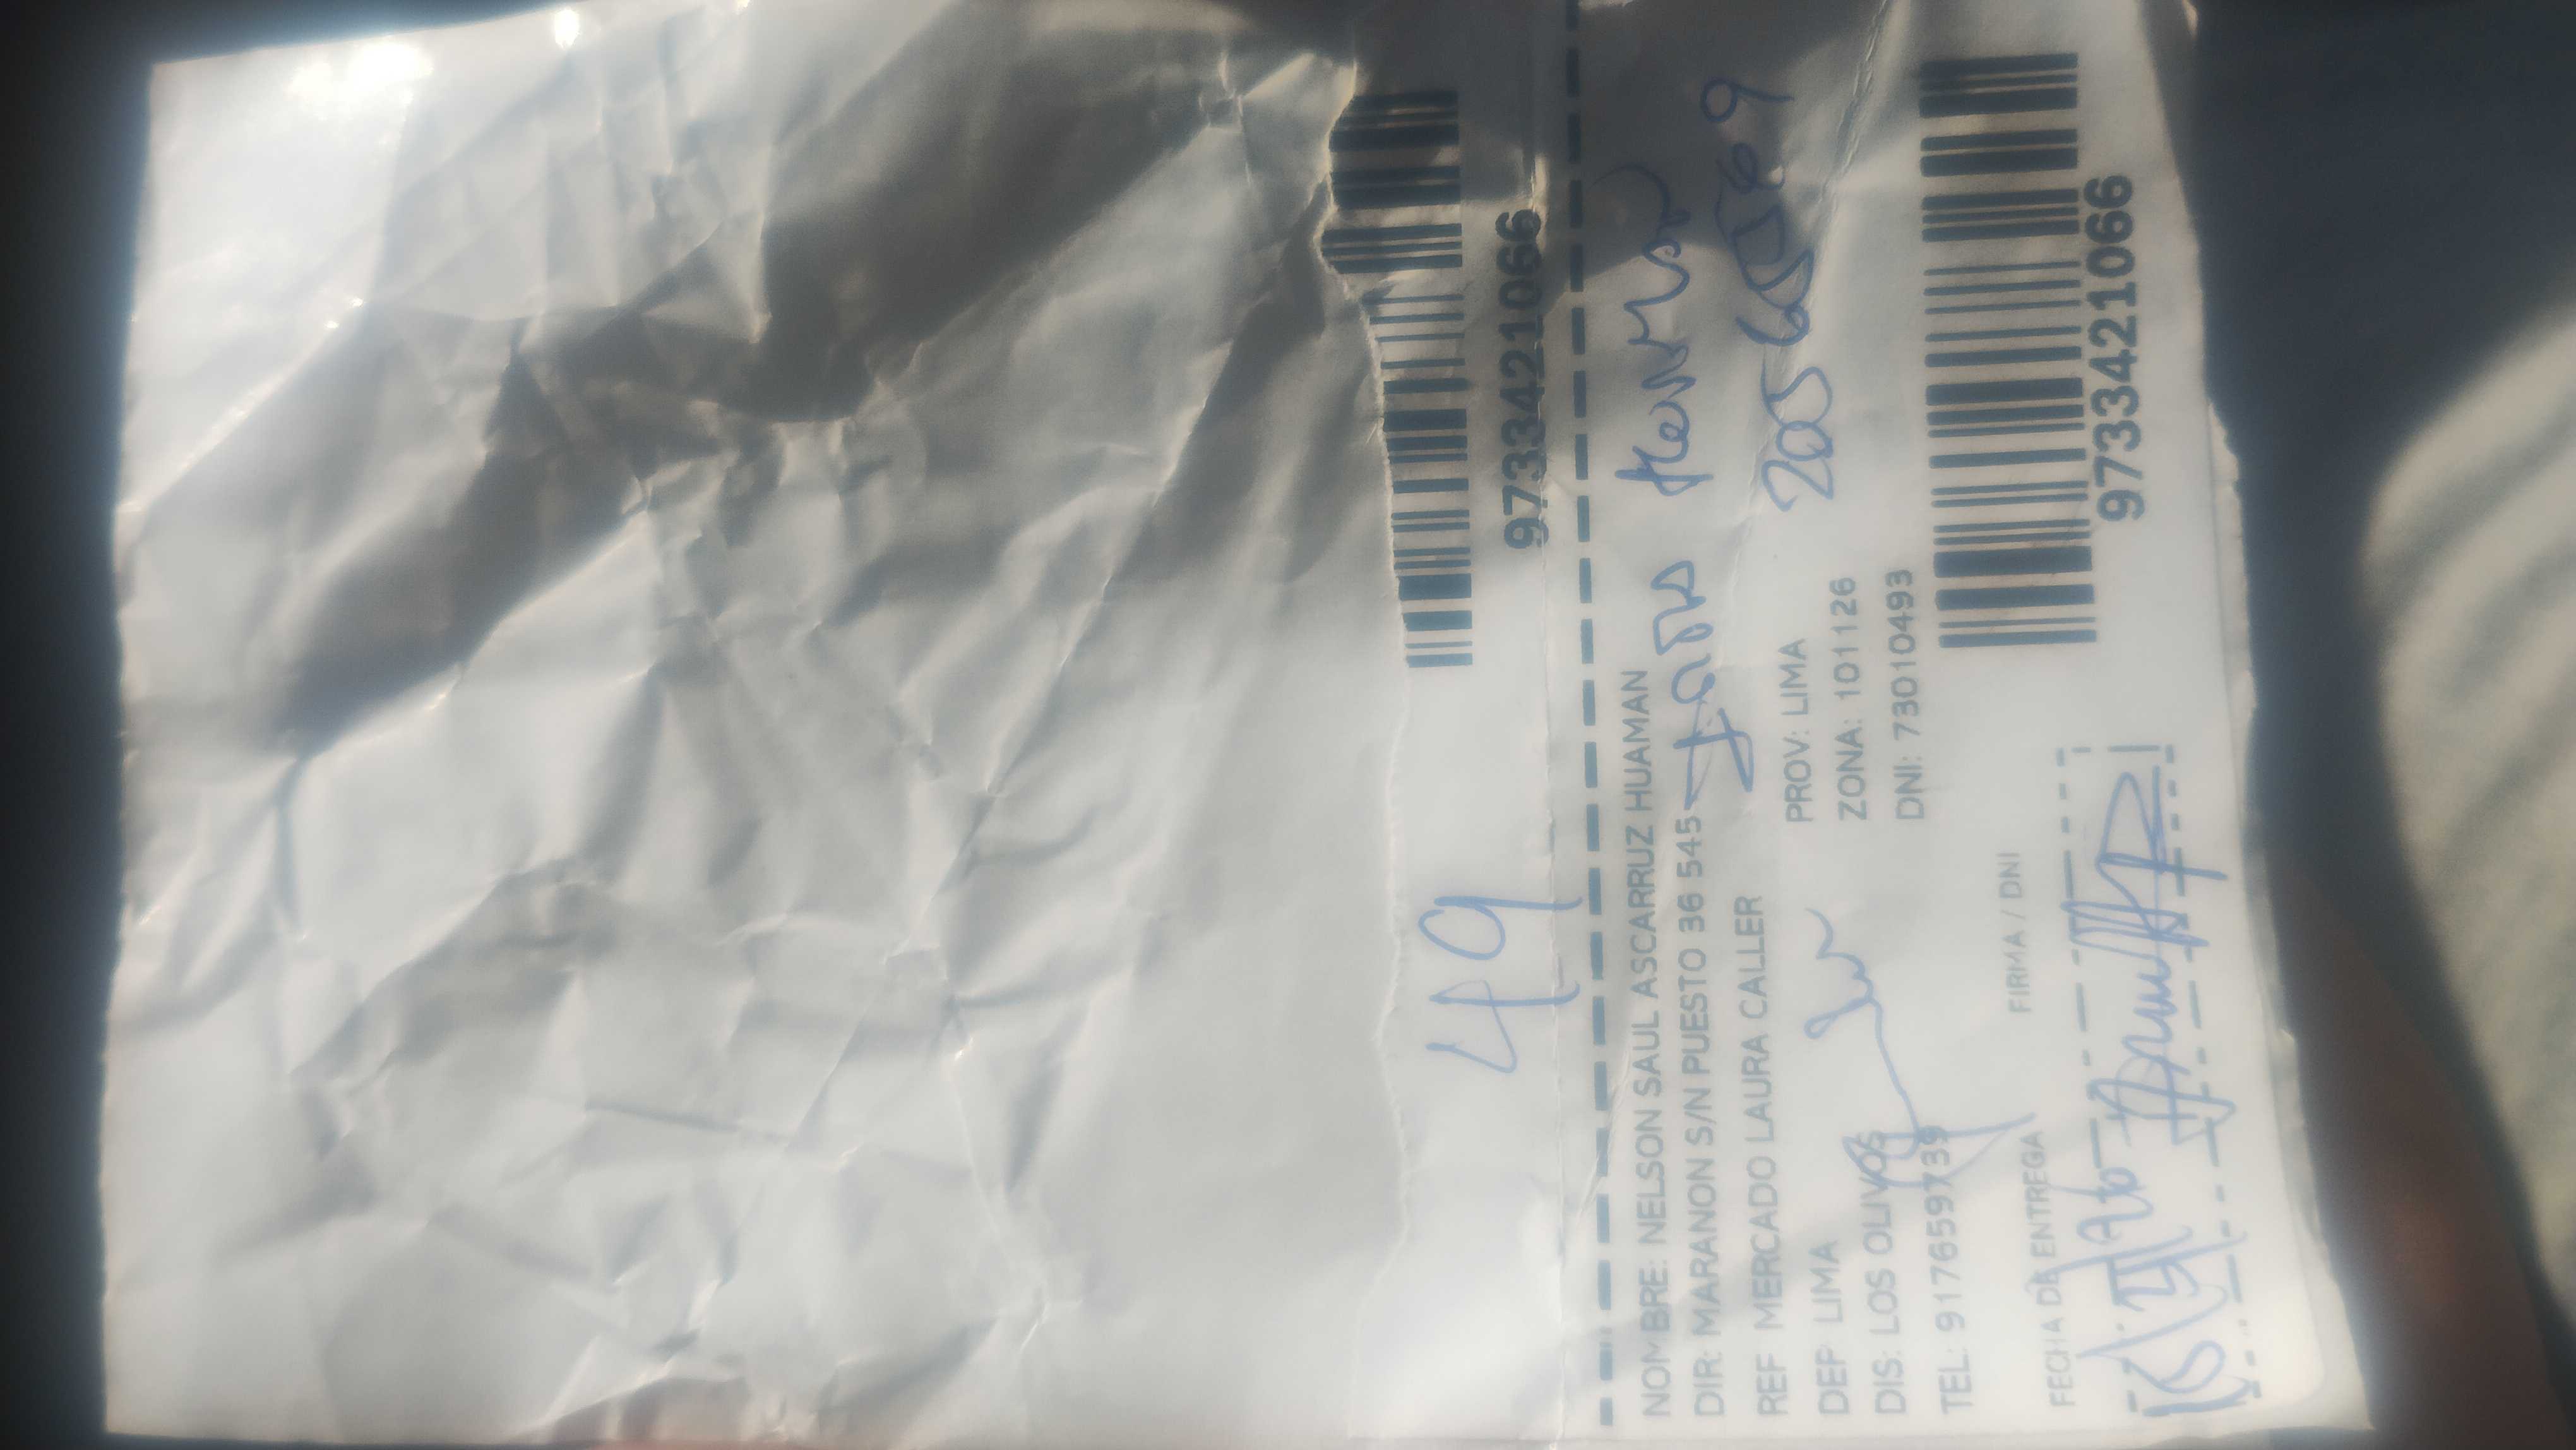 9733421066
49
NOMBRE: NELSON SAUL ASCARRUZ HUAMAN
DIR: MARANON S/N PUESTO 36 545
REF MERCADO LAURA CALLER
DEP LIMA PROV: LIMA
DIS: LOS OLIVOS ZONA: 101126
TEL: 917659739 DNI: 73010493
FECHA DE ENTREGA FIRMA / DNI
9733421066